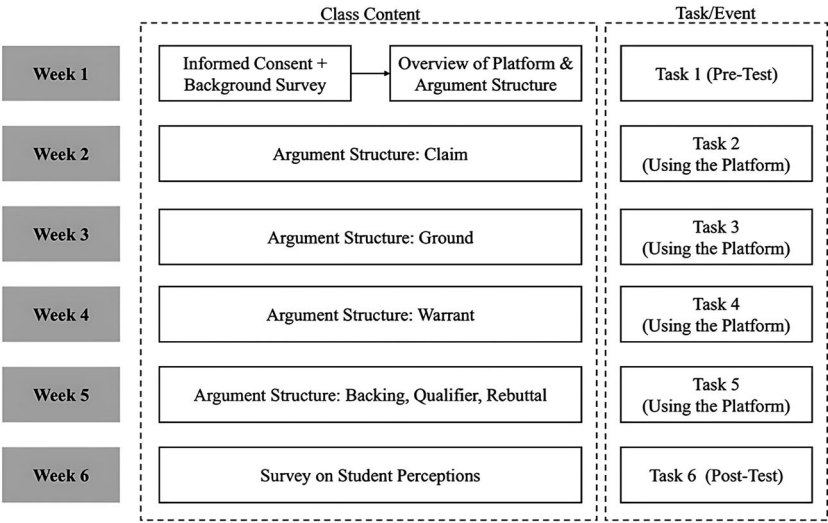 Class Content
Task/Event
Week 1
Informed Consent +
Background Survey
Overview of Platform &
Argument Structure
Task 1 (Pre-Test)
Week 2
Argument Structure: Claim
Task 2
(Using the Platform)
Week 3
Argument Structure: Ground
Task 3
(Using the Platform)
Week 4
Argument Structure: Warrant
Task 4
(Using the Platform)
Week 5
Argument Structure: Backing, Qualifier, Rebuttal
Task 5
(Using the Platform)
Week 6
Survey on Student Perceptions
Task 6 (Post-Test)